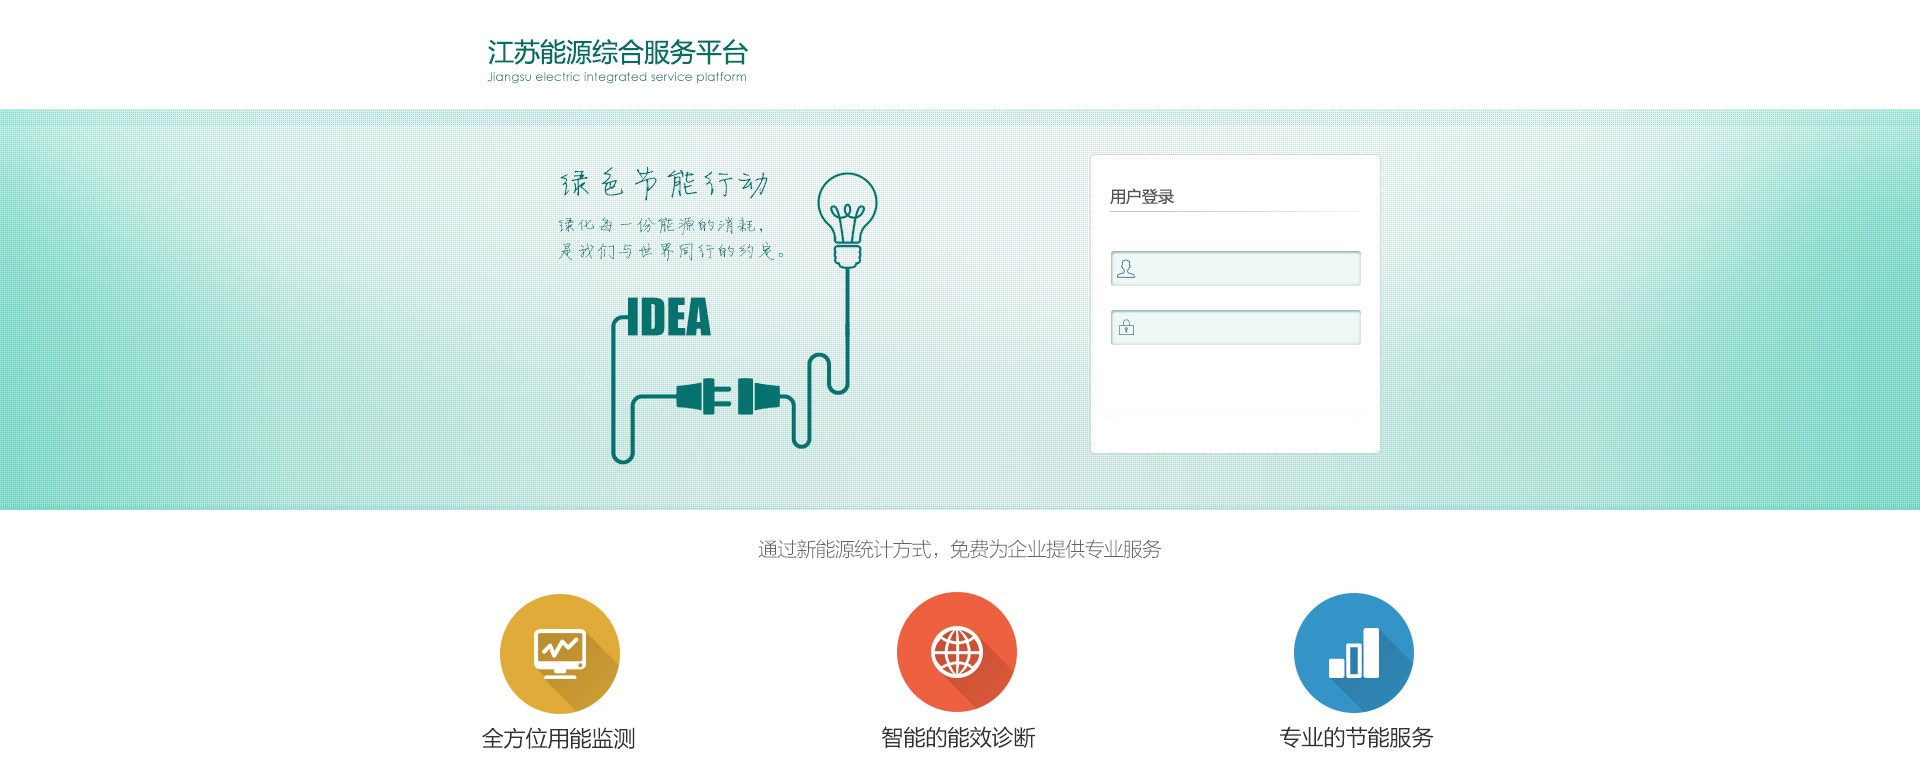 江苏能源综合服务平台
Jiangsu electric integrated service platform
绿色节能行动
绿化每一份能源的消耗，
是我们与世界同行的约定。
IDEA
用户登录
通过新能源统计方式，免费为企业提供专业服务
全方位用能监测
智能的能效诊断
专业的节能服务